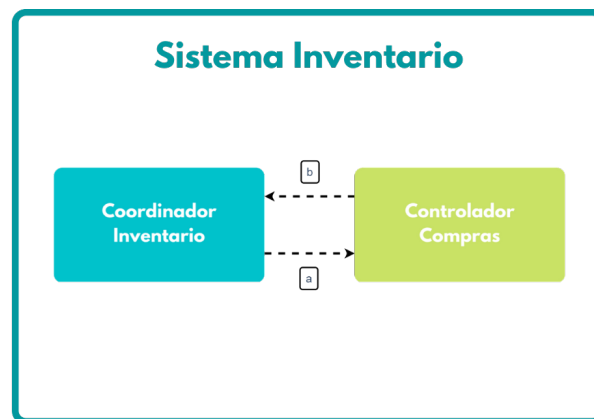 Sistema Inventario
b
Coordinador
Inventario
Controlador
Compras
a